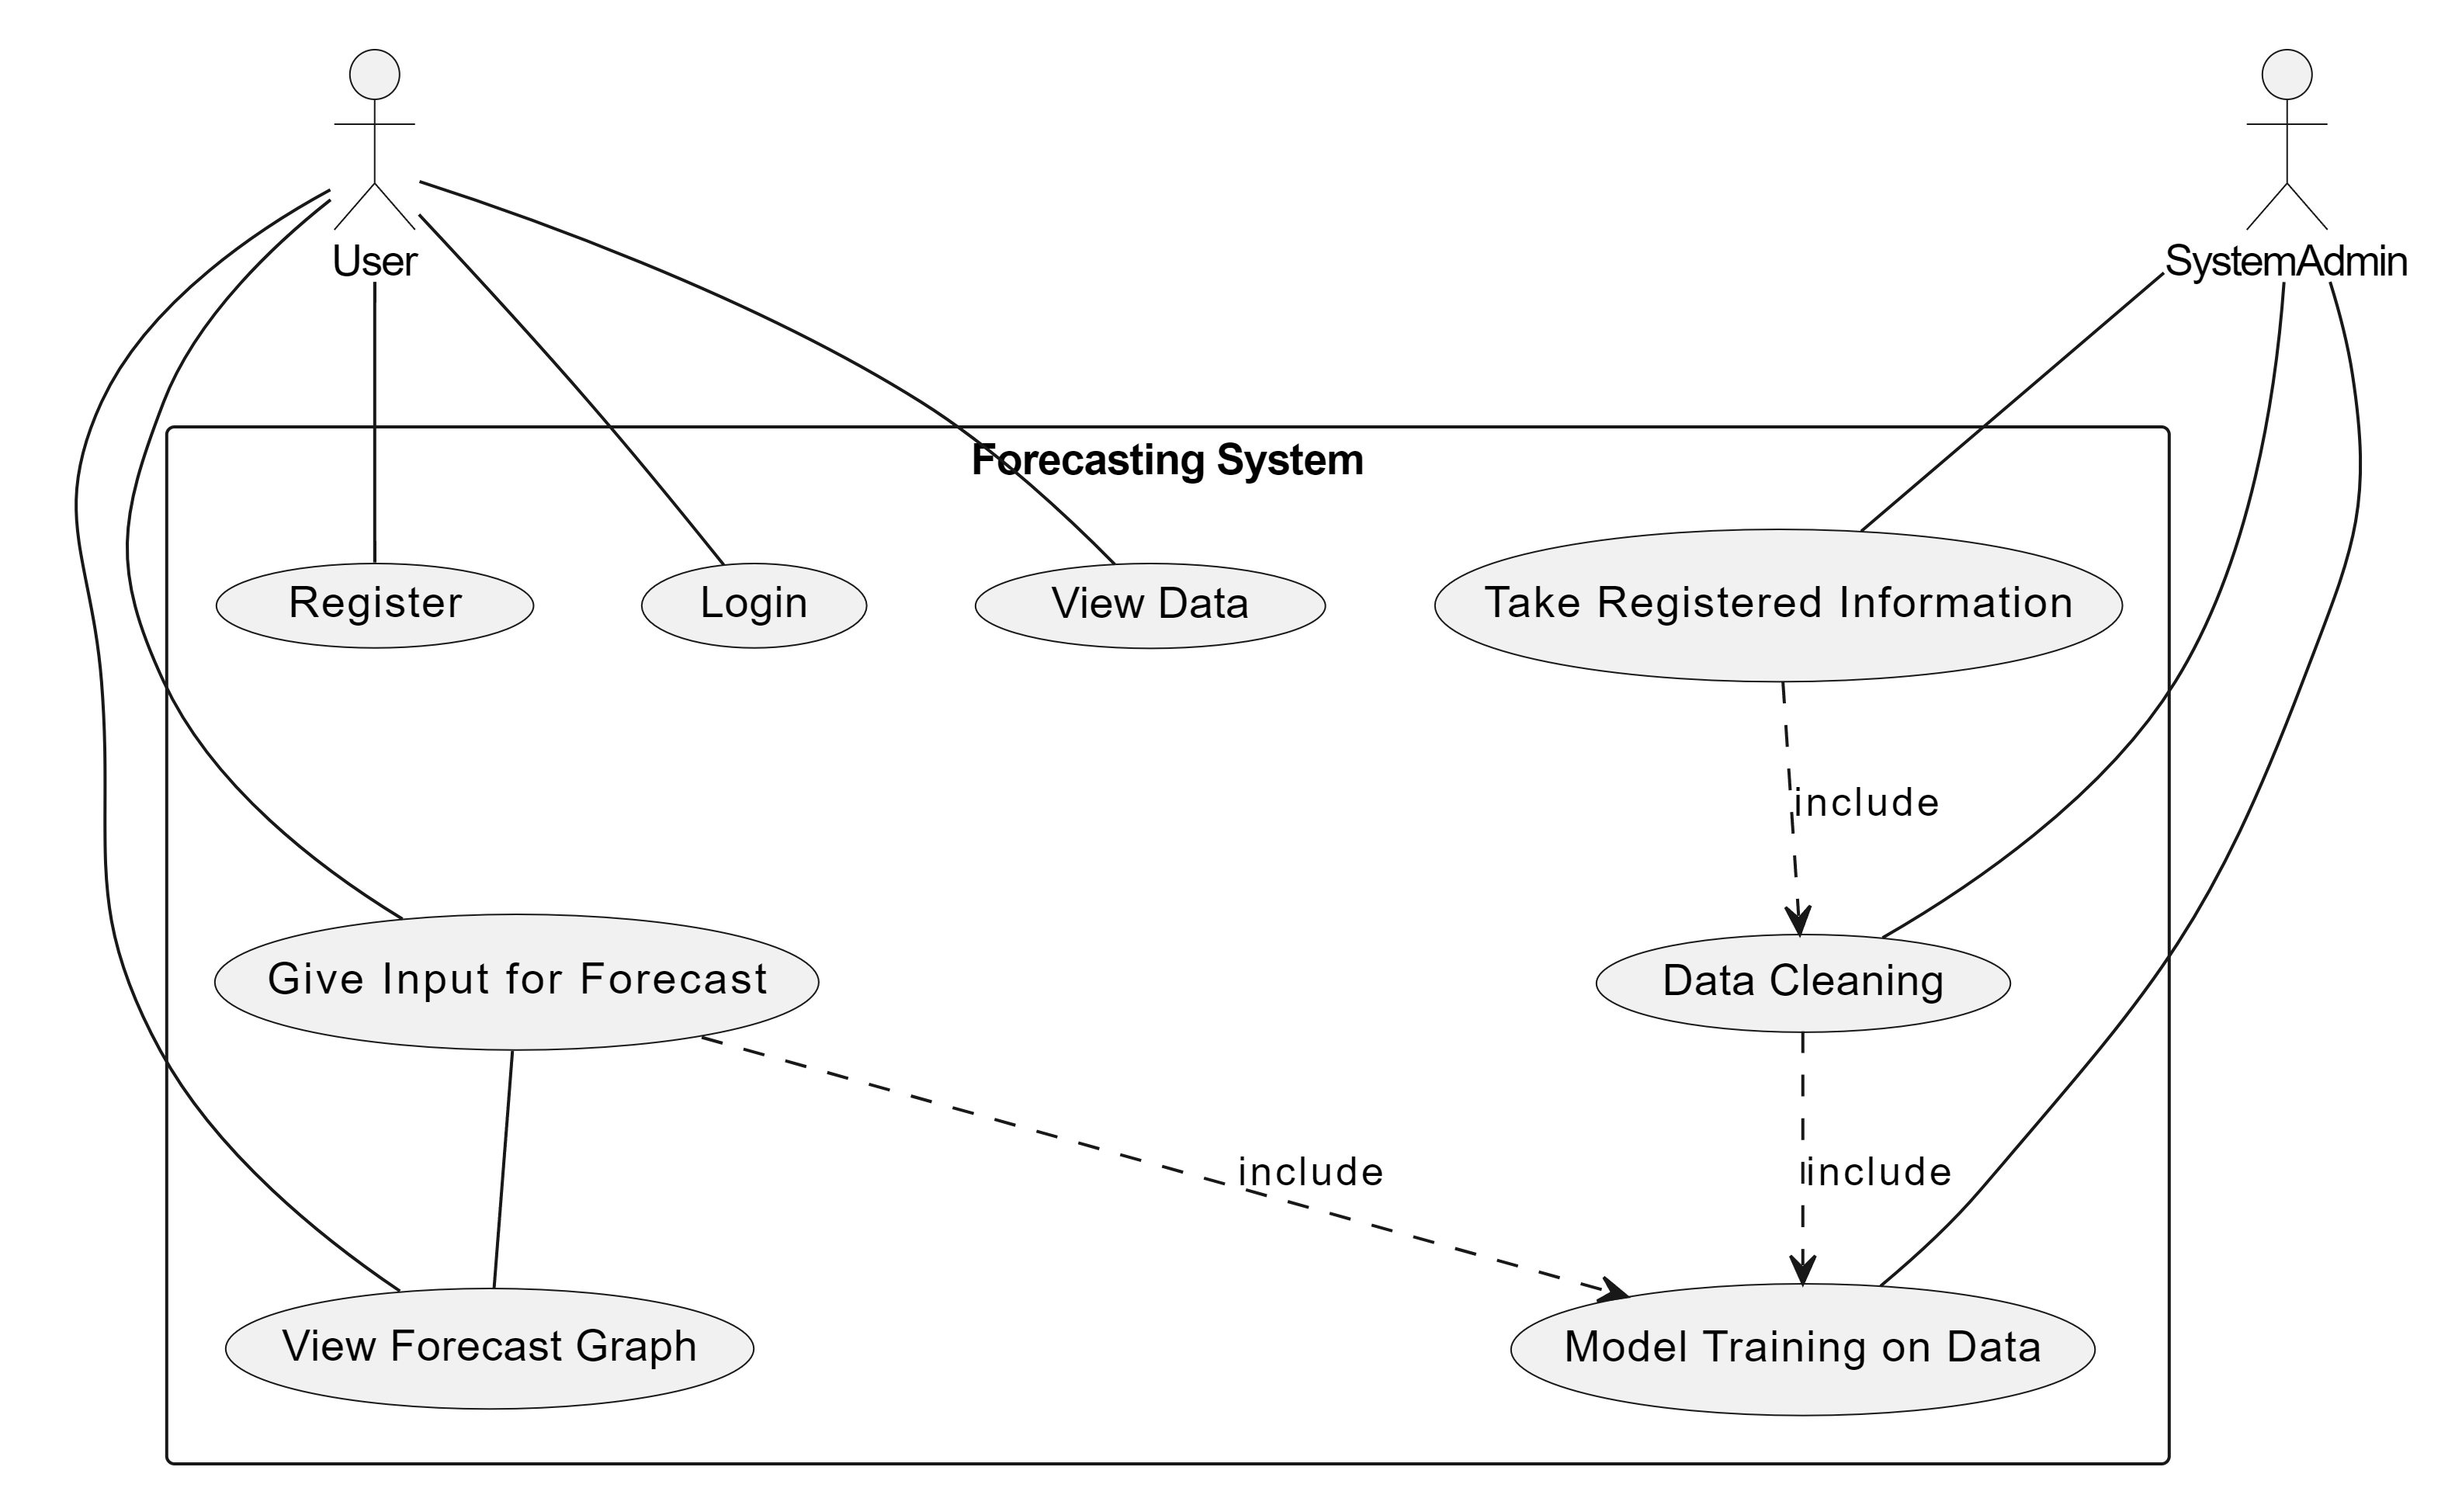 User
SystemAdmin
Forecasting System
Register
Login
View Data
Take Registered Information
include
Give Input for Forecast
Data Cleaning
include
include
View Forecast Graph
Model Training on Data